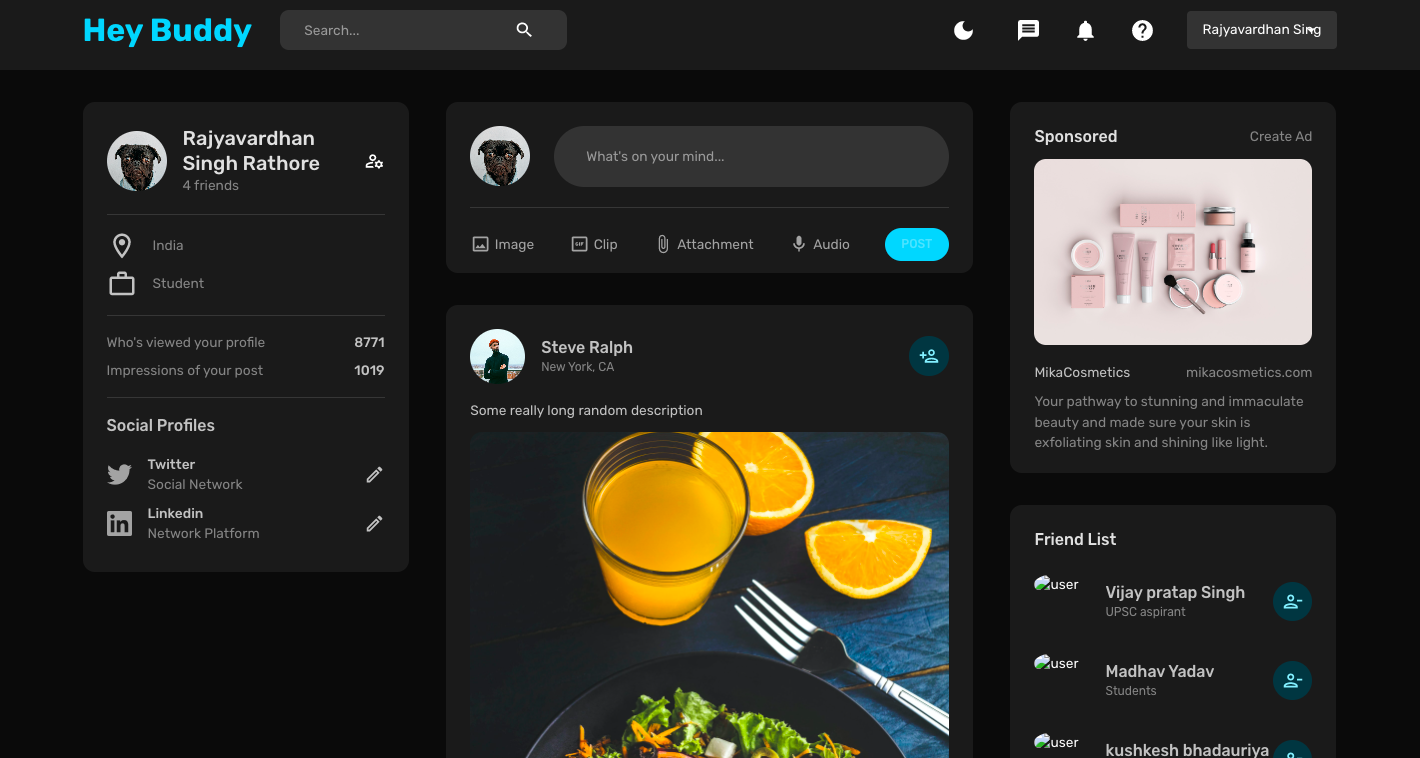 Hey Buddy
Search...
Rajyavardhan Sing
Rajyavardhan
Singh Rathore
4 friends
India
Student
Who's viewed your profile 8771
Impressions of your post 1019
Social Profiles
Twitter
Social Network
Linkedin
Network Platform
What's on your mind...
Image
GIF
Clip
Attachment
Audio
POST
Steve Ralph
New York, CA
Some really long random description
Sponsored
Create Ad
MikaCosmetics
mikacosmetics.com
Your pathway to stunning and immaculate
beauty and made sure your skin is
exfoliating skin and shining like light.
Friend List
user
Vijay pratap Singh
UPSC aspirant
user
Madhav Yadav
Students
user
kushkesh bhadauriya